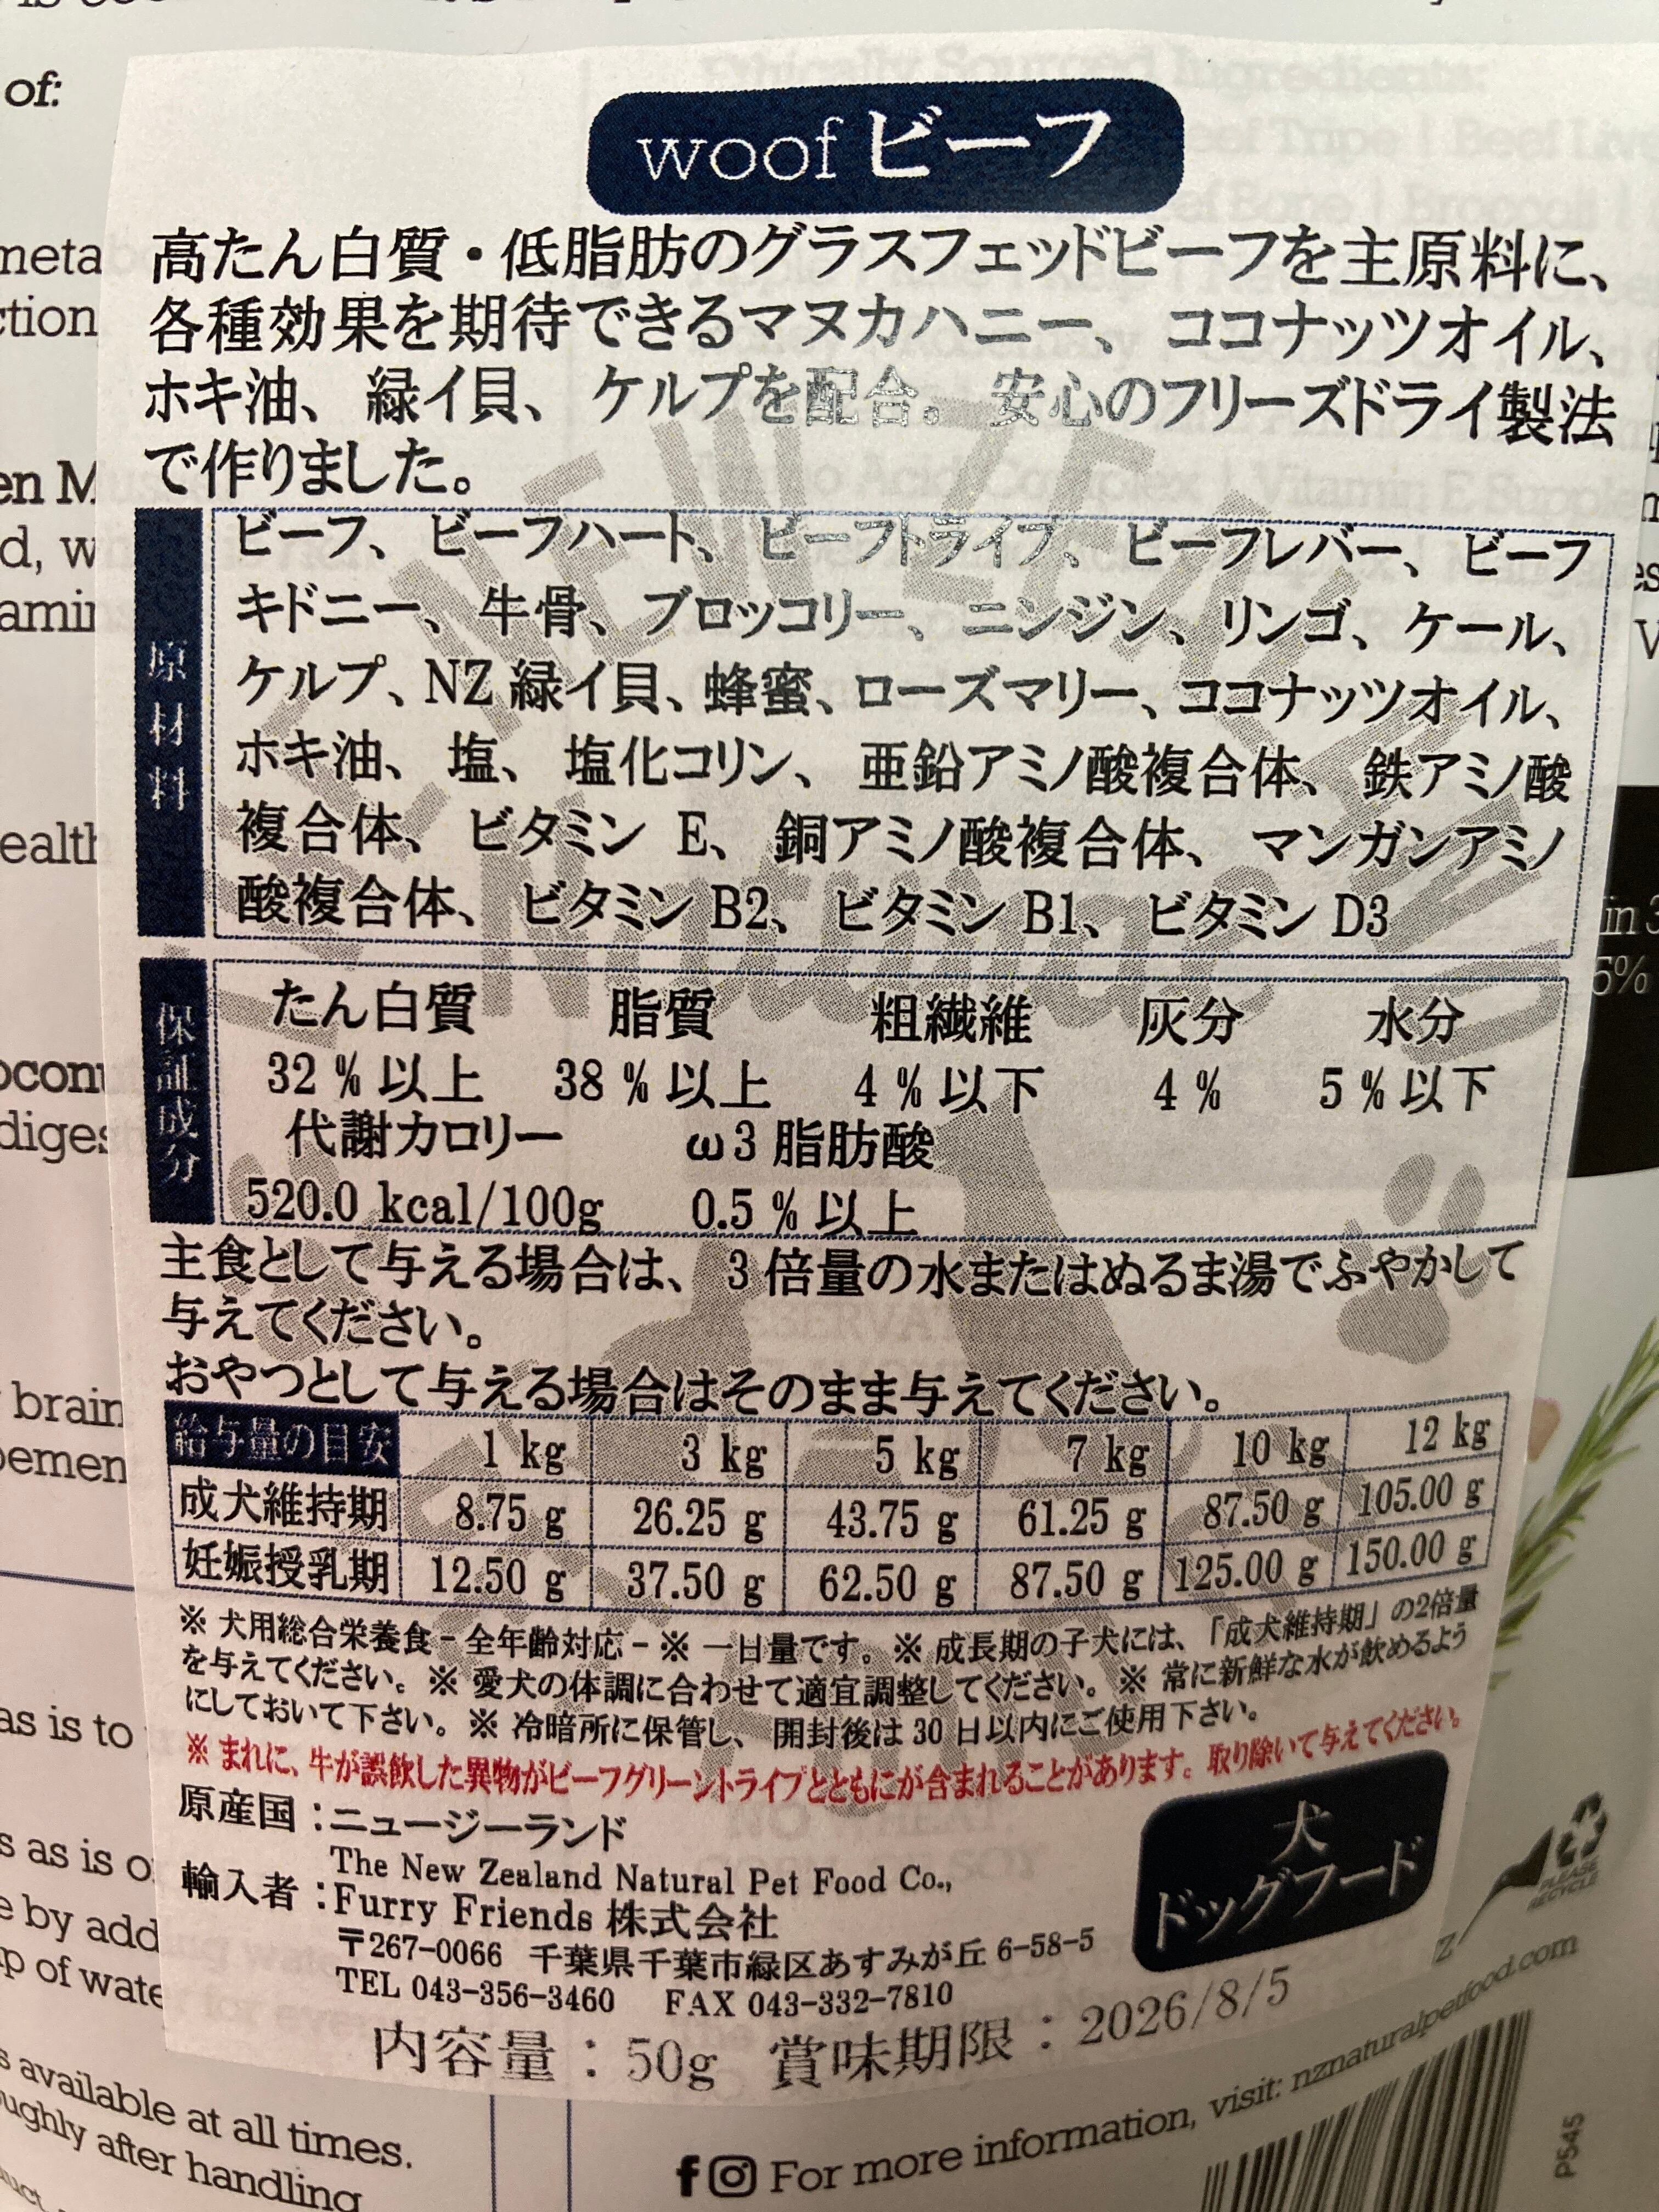 of:
woof ビーフ
高たん白質・低脂肪のグラスフェッドビーフを主原料に、
各種効果を期待できるマヌカハニー、ココナッツオイル、
ホキ油、緑イ貝、ケルプを配合。安心のフリーズドライ製法
で作りました。
原材料
ビーフ、ビーフハート、ビーフトライプ、ビーフレバー、ビーフ
キドニー、牛骨、ブロッコリー、ニンジン、リンゴ、ケール、
ケルプ、NZ 緑イ貝、蜂蜜、ローズマリー、ココナッツオイル、
ホキ油、塩、塩化コリン、亜鉛アミノ酸複合体、鉄アミノ酸
複合体、ビタミン E、銅アミノ酸複合体、マンガンアミノ
酸複合体、ビタミン B2、ビタミン B1、ビタミン D3
保証成分
たん白質 脂質 粗繊維 灰分 水分
32 % 以上 38 % 以上 4 % 以下 4 % 5 % 以下
代謝カロリー ω3 脂肪酸
520.0 kcal/100g 0.5 % 以上
主食として与える場合は、3 倍量の水またはぬるま湯でふやかして
与えてください。
おやつとして与える場合はそのまま与えてください。
給与量の目安 1 kg 3 kg 5 kg 7 kg 10 kg 12 kg
成犬維持期 8.75 g 26.25 g 43.75 g 61.25 g 87.50 g 105.00 g
妊娠授乳期 12.50 g 37.50 g 62.50 g 87.50 g 125.00 g 150.00 g
※ 犬用総合栄養食 - 全年齢対応 - ※ 一日量です。※ 成長期の子犬には、「成犬維持期」の2倍量
を与えてください。※ 愛犬の体調に合わせて適宜調整してください。※ 常に新鮮な水が飲めるよう
にしておいて下さい。※ 冷暗所に保管し、開封後は 30 日以内にご使用下さい。
※ まれに、牛が誤飲した異物がビーフグリーントライプとともにが含まれることがあります。取り除いて与えてください。
原産国：ニュージーランド
The New Zealand Natural Pet Food Co.,
輸入者：Furry Friends 株式会社
〒267-0066 千葉県千葉市緑区あすみが丘 6-58-5
TEL 043-356-3460 FAX 043-332-7810
犬
ドッグフード
内容量：50g 賞味期限：2026/8/5
PLEASE
RECYCLE
available at all times.
after handling
For more information, visit: nznaturalpetfood.com
P545